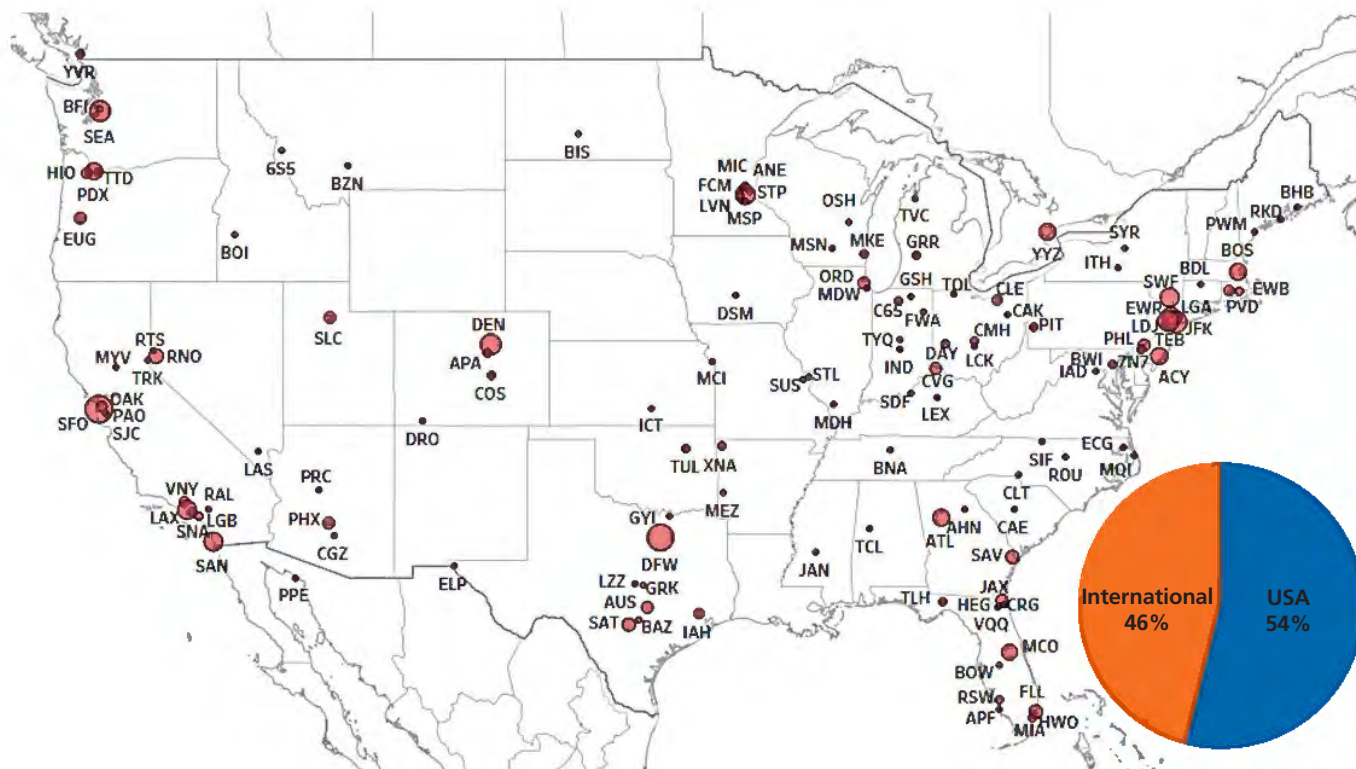 YVR
BFI
SEA
HIO
TTD
PDX
EUG
6S5
BZN
BOI
BIS
MIC
ANE
FCM
STP
LVN
MSP
OSH
TVC
MSN
MKE
GRR
ORD
MDW
GSH
YYZ
SYR
ITH
BHB
RKD
PWM
BOS
BDL
SWF
EWB
PVD
EWR
LGA
LDJ
JFK
TEB
PHL
7N7
ACY
BWI
IAD
TOL
CLE
CAK
PIT
C65
FWA
CMH
TYQ
IND
DAY
LCK
CVG
SDF
LEX
DSM
SLC
DEN
APA
COS
RTS
RNO
MYV
TRK
OAK
SFO
PAO
SJC
DRO
MCI
SUS
STL
MDH
ICT
LAS
TUL
XNA
BNA
ECG
SIF
ROU
MQI
PRC
VNY
RAL
LAX
LGB
SNA
SAN
PHX
CGZ
MEZ
CLT
GYI
DFW
AHN
ATL
CAE
TCL
JAN
SAV
PPE
ELP
LZZ
GRK
AUS
SAT
BAZ
IAH
TLH
JAX
HEG
CRG
VQQ
MCO
BOW
RSW
APF
FLL
HWO
MIA
International
46%
USA
54%